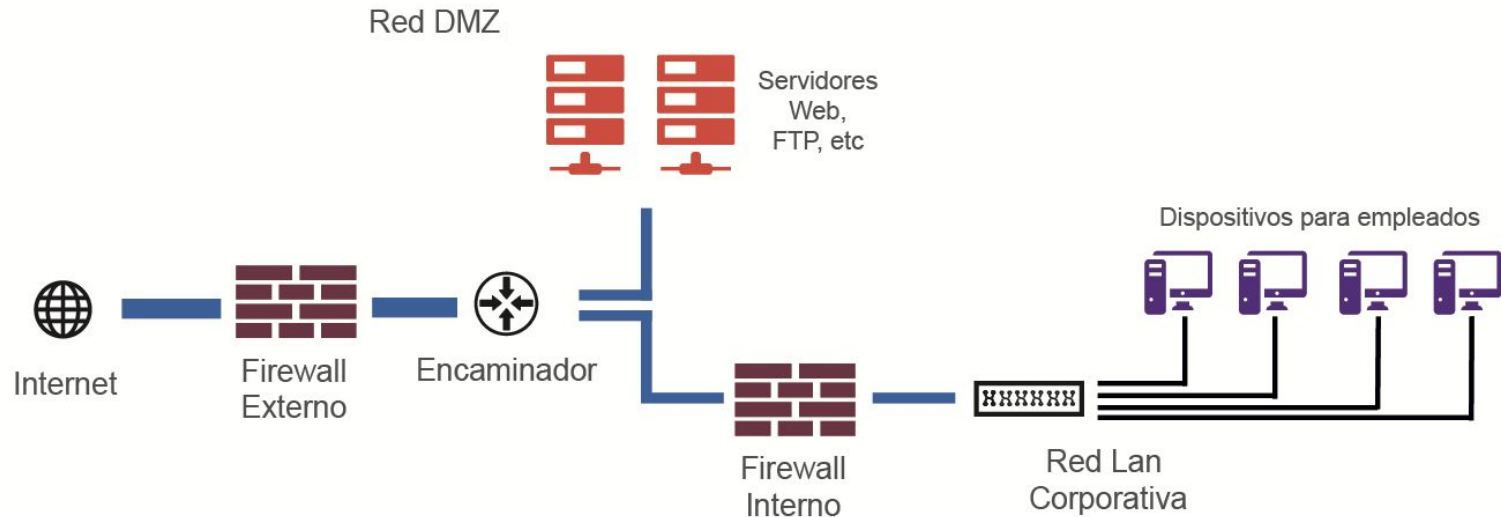 Red DMZ
Servidores
Web,
FTP, etc
Dispositivos para empleados
Internet
Firewall
Externo
Encaminador
Firewall
Interno
Red Lan
Corporativa